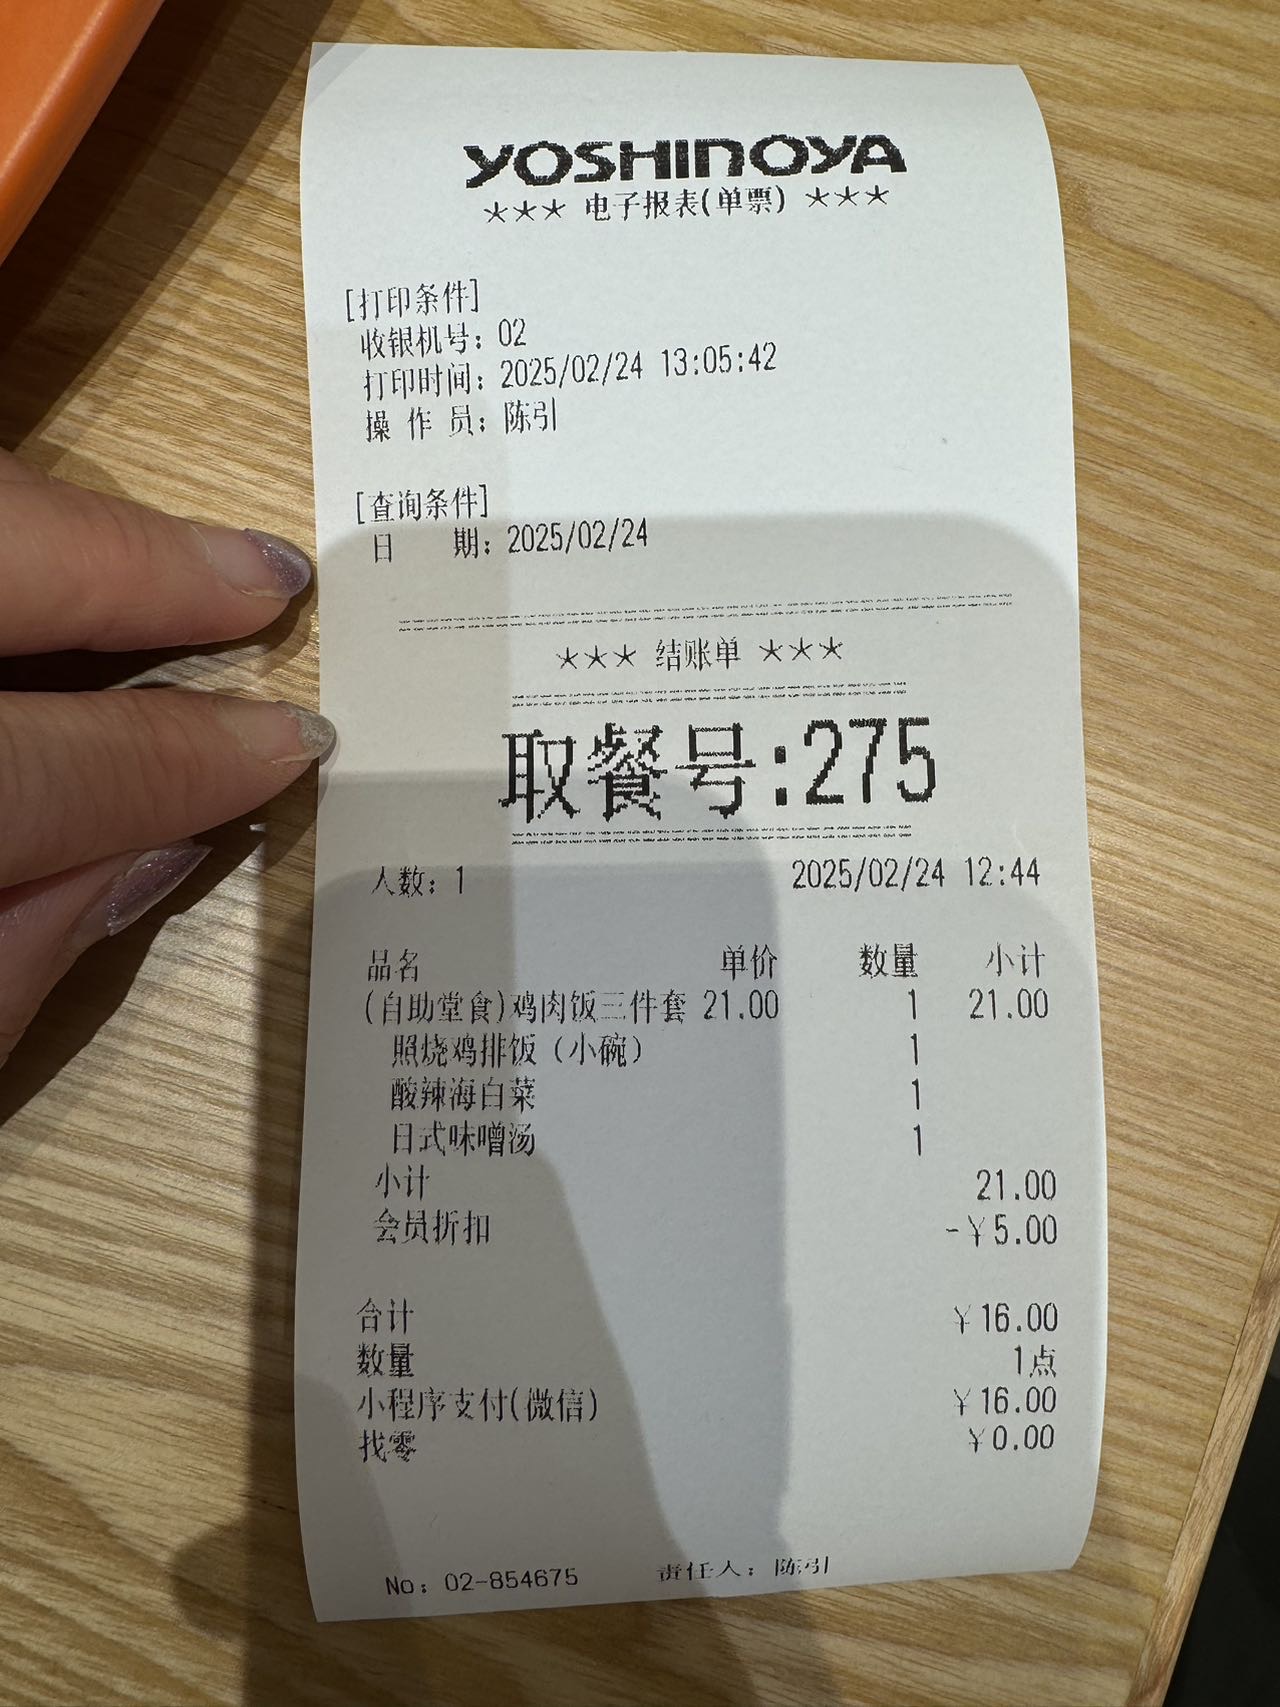 YOSHINOYA
*** 电子报表(单票) ***
[打印条件]
收银机号: 02
打印时间: 2025/02/24 13:05:42
操 作 员: 陈引
[查询条件]
日 期: 2025/02/24
*** 结账单 ***
取餐号:275
人数: 1 2025/02/24 12:44
品名 单价 数量 小计
(自助堂食)鸡肉饭三件套 21.00 1 21.00
照烧鸡排饭（小碗） 1
酸辣海白菜 1
日式味噌汤 1
小计 21.00
会员折扣 -¥5.00
合计 ¥16.00
数量 1点
小程序支付(微信) ¥16.00
找零 ¥0.00
No: 02-854675 责任人: 陈引